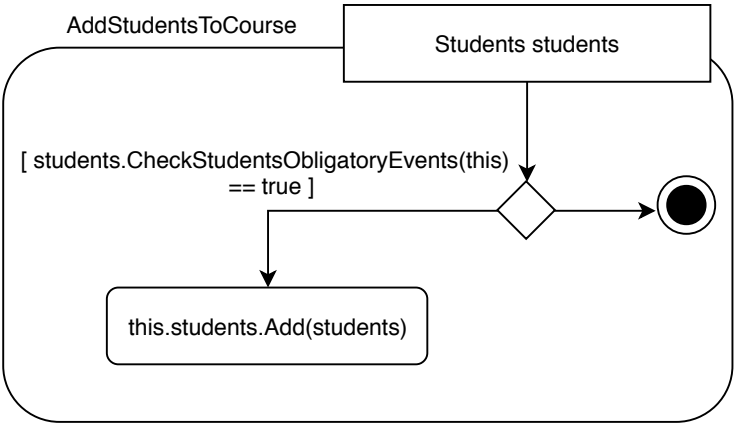 AddStudentsToCourse
Students students
[ students.CheckStudentsObligatoryEvents(this)
== true ]
this.students.Add(students)